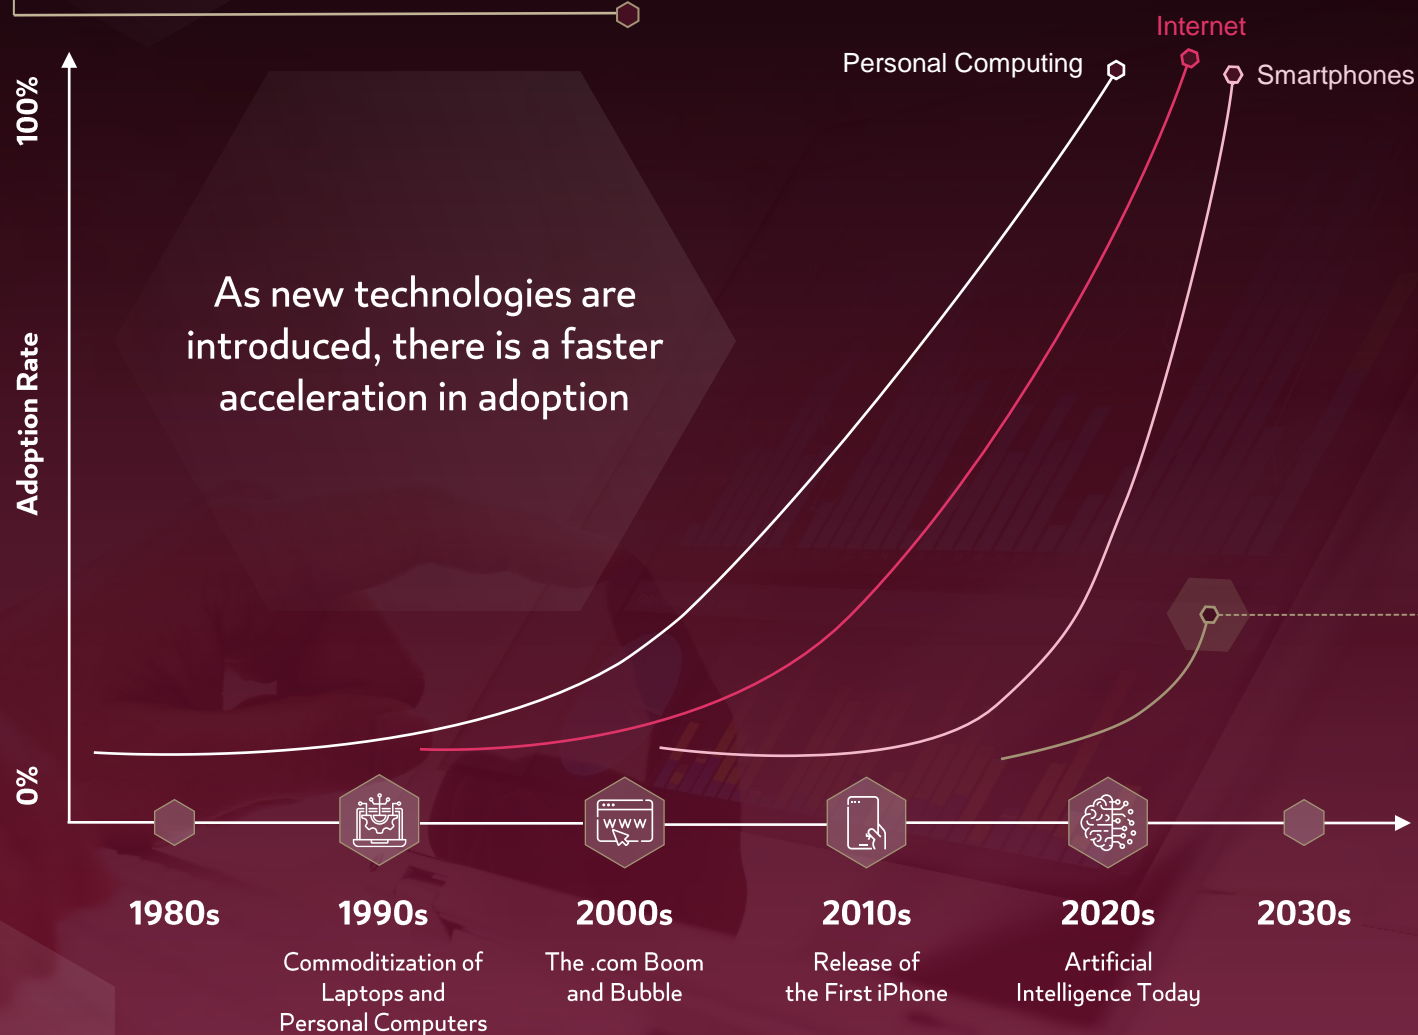 Internet
Personal Computing
Smartphones
100%
As new technologies are
introduced, there is a faster
acceleration in adoption
Adoption Rate
0%
www
1980s
1990s
2000s
2010s
2020s
2030s
Commoditization of
Laptops and
Personal Computers
The .com Boom
and Bubble
Release of
the First iPhone
Artificial
Intelligence Today